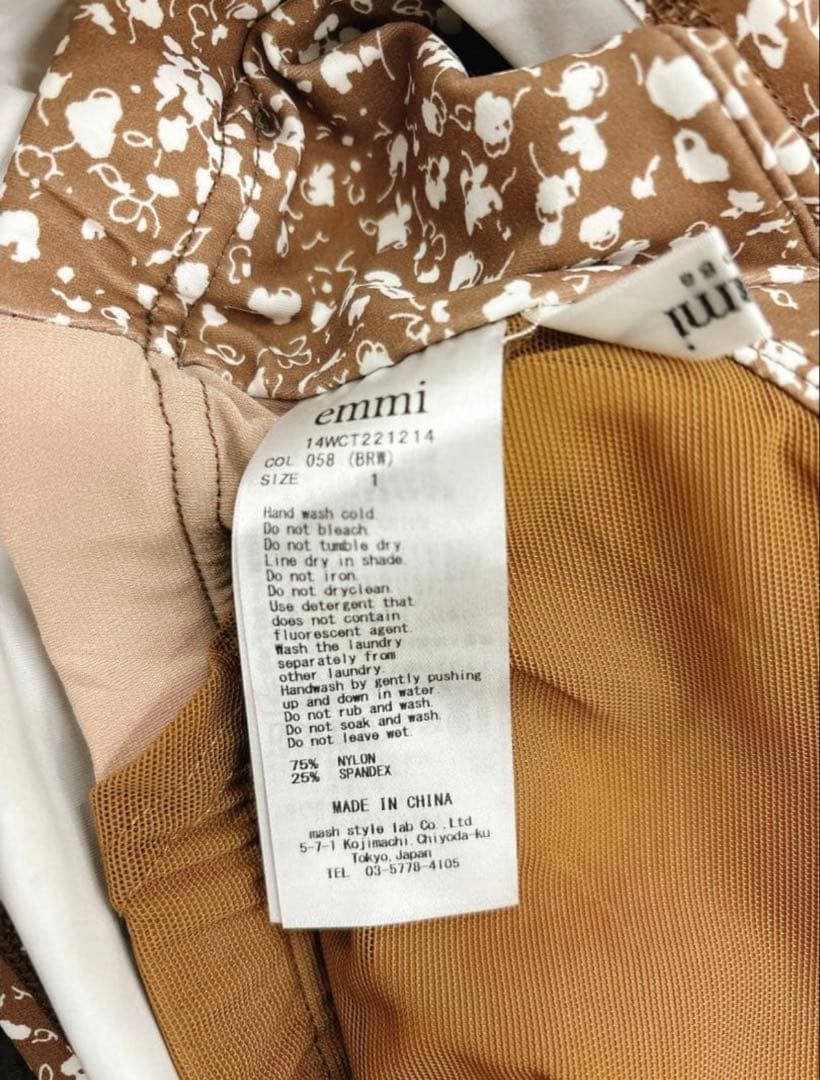 emmi
14WCT221214
COL 058 (BRW)
SIZE 1
Hand wash cold
Do not bleach.
Do not tumble dry.
Line dry in shade.
Do not iron.
Do not dryclean.
Use detergent that
does not contain
fluorescent agent.
Wash the laundry
separately from
other laundry.
Handwash by gently pushing
up and down in water.
Do not rub and wash.
Do not soak and wash.
Do not leave wet.
75% NYLON
25% SPANDEX
MADE IN CHINA
mash style lab Co.,Ltd
5-7-1 Kojimachi.Chiyoda-ku
Tokyo,Japan
TEL 03-5778-4105